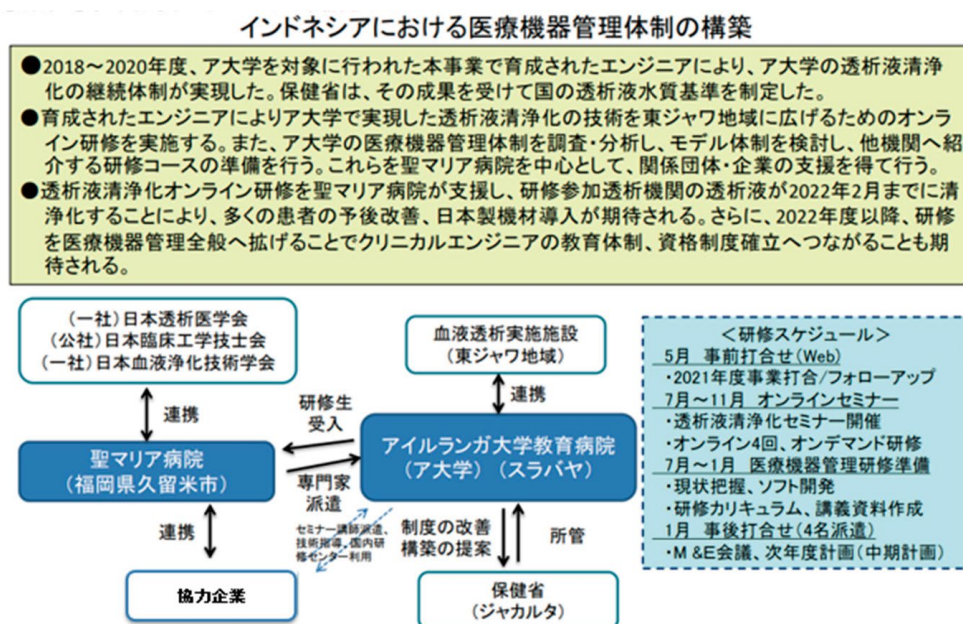 インドネシアにおける医療機器管理体制の構築
●2018～2020年度、ア大学を対象に行われた本事業で育成されたエンジニアにより、ア大学の透析液清浄
化の継続体制が実現した。保健省は、その成果を受けて国の透析液水質基準を制定した。
●育成されたエンジニアによりア大学で実現した透析液清浄化の技術を東ジャワ地域に広げるためのオンラ
イン研修を実施する。また、ア大学の医療機器管理体制を調査・分析し、モデル体制を検討し、他機関へ紹
介する研修コースの準備を行う。これらを聖マリア病院を中心として、関係団体・企業の支援を得て行う。
●透析液清浄化オンライン研修を聖マリア病院が支援し、研修参加透析機関の透析液が2022年2月までに清
浄化することにより、多くの患者の予後改善、日本製機材導入が期待される。さらに、2022年度以降、研修
を医療機器管理全般へ拡げることでクリニカルエンジニアの教育体制、資格制度確立へつながることも期
待される。
(一社)日本透析医学会
(公社)日本臨床工学技士会
(一社)日本血液浄化技術学会
連携
聖マリア病院
(福岡県久留米市)
連携
協力企業
研修生
受入
専門家
派遣
セミナー講師派遣、
技術指導、国内研
修センター利用
血液透析実施施設
(東ジャワ地域)
連携
アイルランガ大学教育病院
(ア大学) (スラバヤ)
制度の改善
構築の提案
所管
保健省
(ジャカルタ)
＜研修スケジュール＞
5月 事前打合せ(Web)
・2021年度事業打合/フォローアップ
7月～11月 オンラインセミナー
・透析液清浄化セミナー開催
・オンライン4回、オンデマンド研修
7月～1月 医療機器管理研修準備
・現状把握、ソフト開発
・研修カリキュラム、講義資料作成
1月 事後打合せ(4名派遣)
・M &E会議、次年度計画(中期計画)